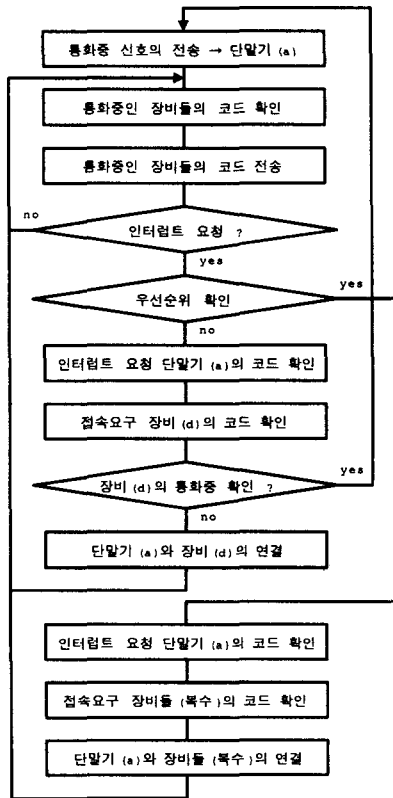 통화중 신호의 전송 → 단말기 (a)
통화중인 장비들의 코드 확인
통화중인 장비들의 코드 전송
no
인터럽트 요청 ?
yes
우선순위 확인
yes
no
인터럽트 요청 단말기 (a)의 코드 확인
접속요구 장비 (d)의 코드 확인
장비 (d)의 통화중 확인 ?
yes
no
단말기 (a)와 장비 (d)의 연결
인터럽트 요청 단말기 (a)의 코드 확인
접속요구 장비들 (복수)의 코드 확인
단말기 (a)와 장비들 (복수)의 연결